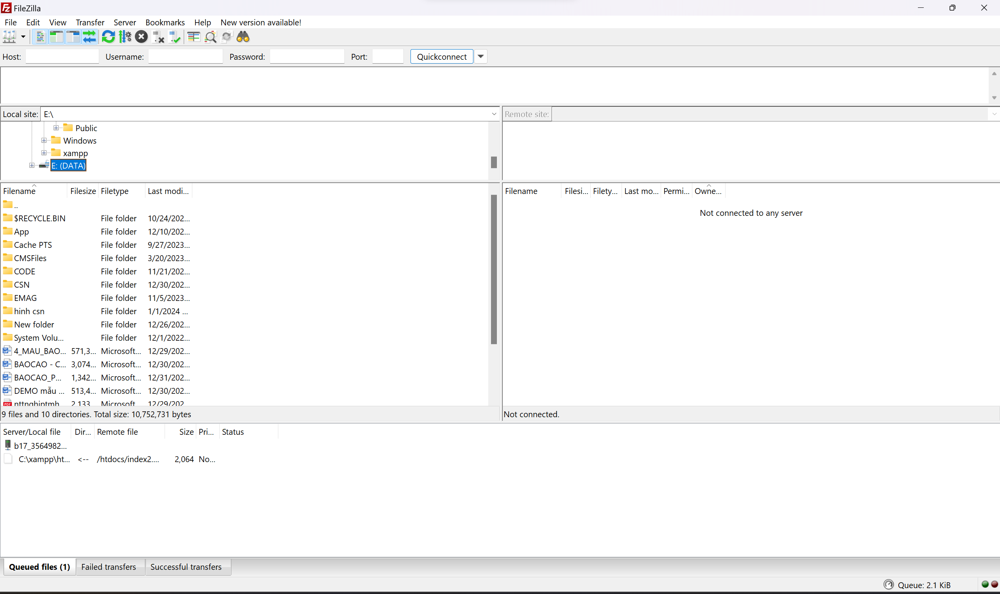 FileZilla
File Edit View Transfer Server Bookmarks Help New version available!
Host: Username: Password: Port: Quickconnect
Local site: E:\
Remote site:
Public
Windows
xampp
E: (DATA)
Filename Filesize Filetype Last modi...
..
$RECYCLE.BIN File folder 10/24/202...
App File folder 12/10/202...
Cache PTS File folder 9/27/2023...
CMSFiles File folder 3/20/2023...
CODE File folder 11/21/202...
CSN File folder 12/30/202...
EMAG File folder 11/5/2023...
hinh csn File folder 1/1/2024 ...
New folder File folder 12/26/202...
System Volu... File folder 12/1/2022...
4_MAU_BAO... 571,3... Microsoft... 12/29/202...
BAOCAO - C... 3,074... Microsoft... 12/30/202...
BAOCAO_P... 1,342... Microsoft... 12/31/202...
DEMO mẫu ... 513,4... Microsoft... 12/30/202...
nttnghiptmh 2,133 Microsoft 12/29/202
9 files and 10 directories. Total size: 10,752,731 bytes
Filename Filesi... Filety... Last mo... Permi... Owne...
Not connected to any server
Not connected.
Server/Local file Dir... Remote file Size Pri... Status
b17_3564982...
C:\xampp\ht... <-- /htdocs/index2.... 2,064 No...
Queued files (1) Failed transfers Successful transfers
Queue: 2.1 KiB